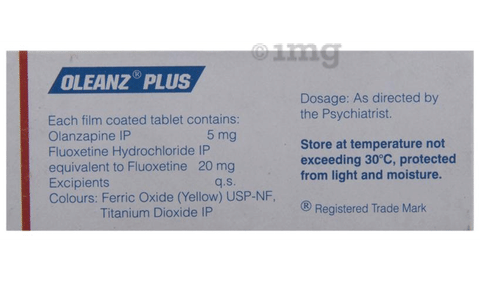 ©1mg
OLEANZ® PLUS
Each film coated tablet contains:
Olanzapine IP 5 mg
Fluoxetine Hydrochloride IP
equivalent to Fluoxetine 20 mg
Excipients q.s.
Colours: Ferric Oxide (Yellow) USP-NF,
Titanium Dioxide IP
Dosage: As directed by
the Psychiatrist.
Store at temperature not
exceeding 30°C, protected
from light and moisture.
® Registered Trade Mark